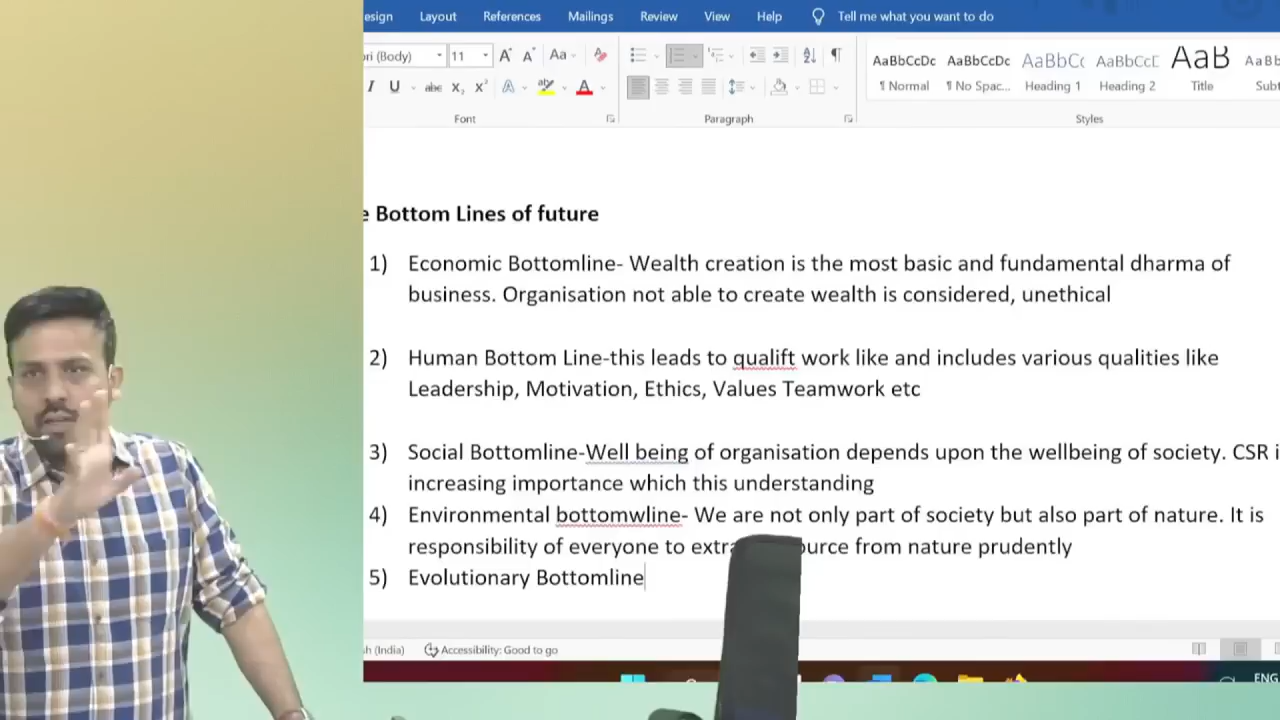 esign Layout References Mailings Review View Help Tell me what you want to do
ri (Body) 11 A A Aa A
I U abc X₂ X² A A
AaBbCcDc AaBbCcDc AaBbCc AaBbCcE AaB AaBb
¶ Normal ¶ No Spac... Heading 1 Heading 2 Title Subt
Font Paragraph Styles
e Bottom Lines of future
1) Economic Bottomline- Wealth creation is the most basic and fundamental dharma of
business. Organisation not able to create wealth is considered, unethical
2) Human Bottom Line-this leads to qualift work like and includes various qualities like
Leadership, Motivation, Ethics, Values Teamwork etc
3) Social Bottomline-Well being of organisation depends upon the wellbeing of society. CSR i
increasing importance which this understanding
4) Environmental bottomwline- We are not only part of society but also part of nature. It is
responsibility of everyone to extra ource from nature prudently
5) Evolutionary Bottomline
h (India) Accessibility: Good to go
ENG